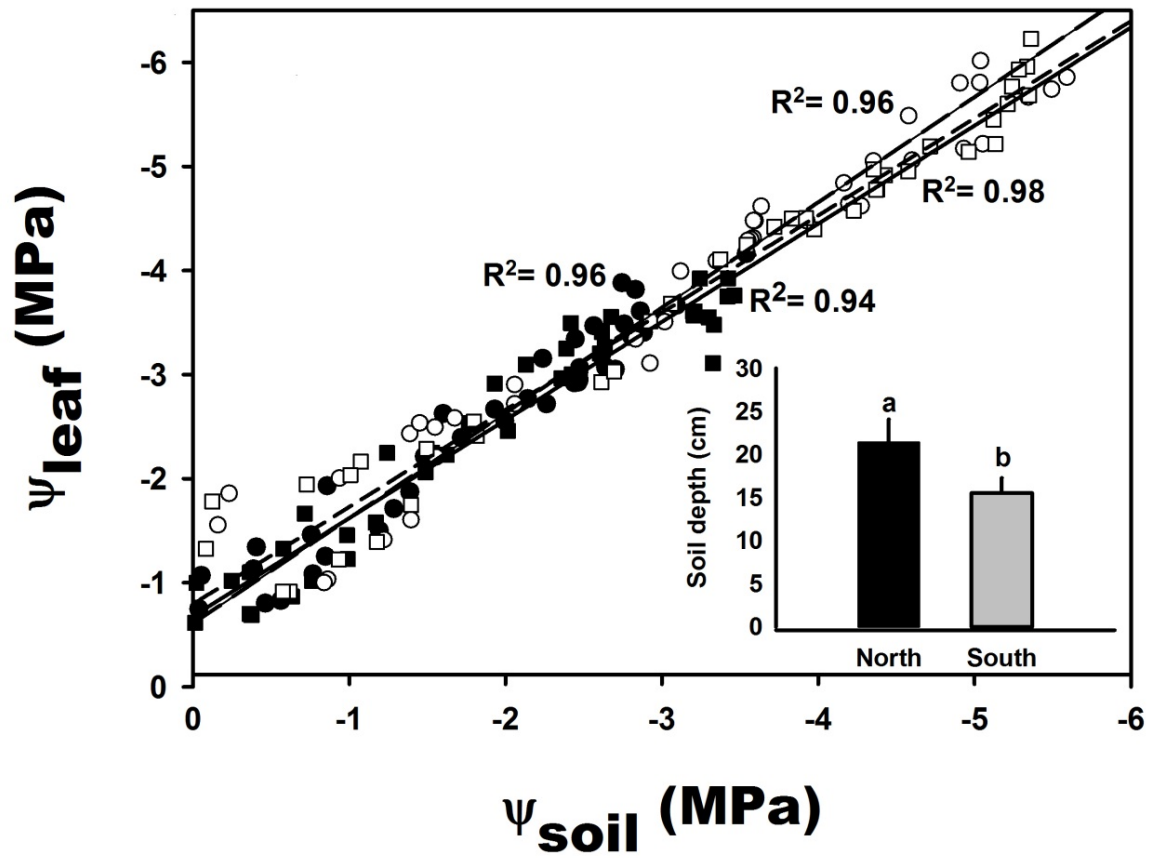 ψleaf (MPa)
-6
-5
-4
-3
-2
-1
0
R²= 0.96
R²= 0.98
R²= 0.96
R²= 0.94
Soil depth (cm)
30
25
20
15
10
5
0
a
b
North South
0 -1 -2 -3 -4 -5 -6
ψsoil (MPa)